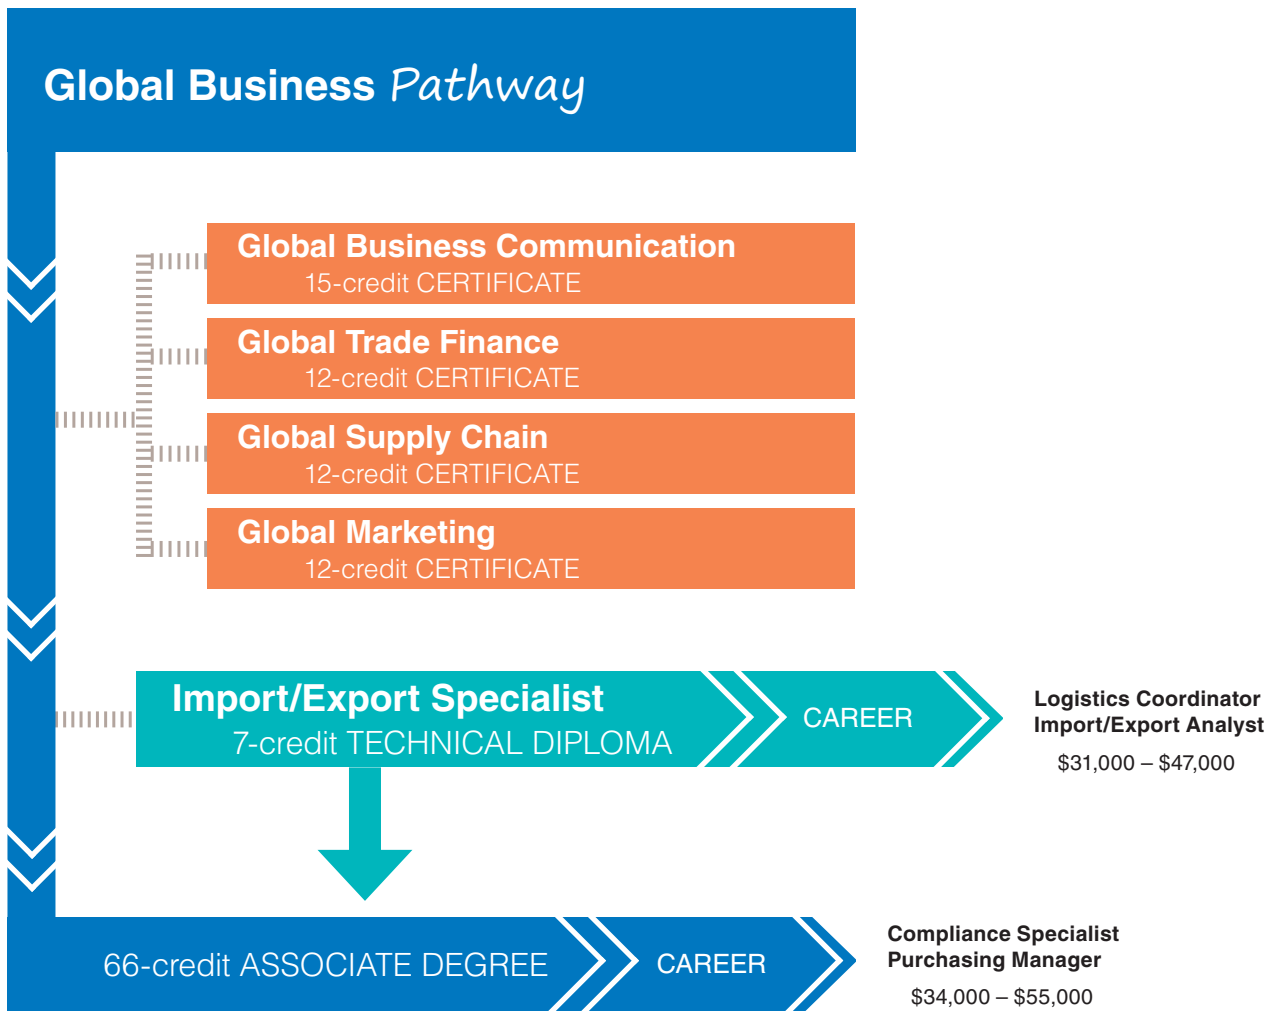 Global Business Pathway
Global Business Communication
15-credit CERTIFICATE
Global Trade Finance
12-credit CERTIFICATE
Global Supply Chain
12-credit CERTIFICATE
Global Marketing
12-credit CERTIFICATE
Import/Export Specialist
7-credit TECHNICAL DIPLOMA
CAREER
Logistics Coordinator
Import/Export Analyst
$31,000 – $47,000
66-credit ASSOCIATE DEGREE
CAREER
Compliance Specialist
Purchasing Manager
$34,000 – $55,000